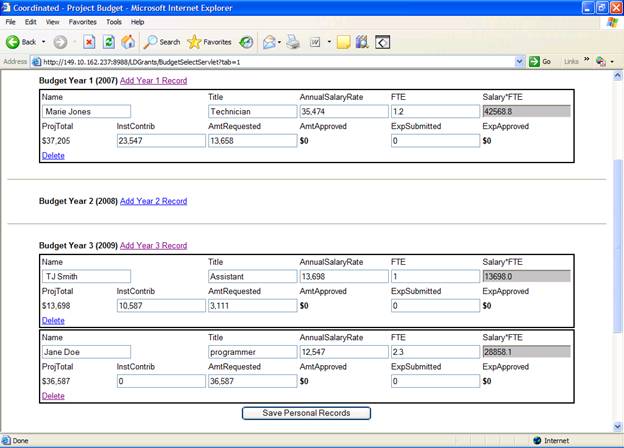 Coordinated - Project Budget - Microsoft Internet Explorer
File Edit View Favorites Tools Help
Back Search Favorites
Address http://149.10.162.237:8988/LDGrants/BudgetSelectServlet?tab=1 Go Links »
Budget Year 1 (2007) Add Year 1 Record
Name Title AnnualSalaryRate FTE Salary*FTE
Marie Jones Technician 35,474 1.2 42568.8
ProjTotal InstContrib AmtRequested AmtApproved ExpSubmitted ExpApproved
$37,205 23,547 13,658 $0 0 $0
Delete
Budget Year 2 (2008) Add Year 2 Record
Budget Year 3 (2009) Add Year 3 Record
Name Title AnnualSalaryRate FTE Salary*FTE
TJ Smith Assistant 13,698 1 13698.0
ProjTotal InstContrib AmtRequested AmtApproved ExpSubmitted ExpApproved
$13,698 10,587 3,111 $0 0 $0
Delete
Name Title AnnualSalaryRate FTE Salary*FTE
Jane Doe programmer 12,547 2.3 28858.1
ProjTotal InstContrib AmtRequested AmtApproved ExpSubmitted ExpApproved
$36,587 0 36,587 $0 0 $0
Delete
Save Personal Records
Done Internet